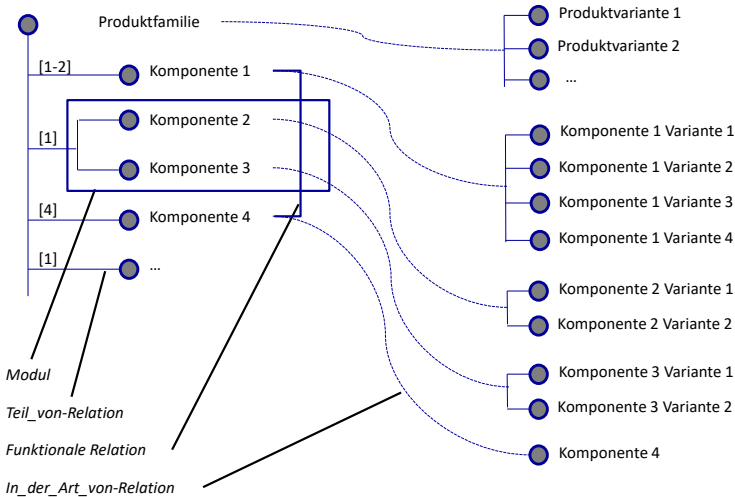 Produktfamilie
[1-2]
Komponente 1
Komponente 2
[1]
Komponente 3
[4]
Komponente 4
[1]
...
Produktvariante 1
Produktvariante 2
...
Komponente 1 Variante 1
Komponente 1 Variante 2
Komponente 1 Variante 3
Komponente 1 Variante 4
Komponente 2 Variante 1
Komponente 2 Variante 2
Komponente 3 Variante 1
Komponente 3 Variante 2
Komponente 4
Modul
Teil_von-Relation
Funktionale Relation
In_der_Art_von-Relation